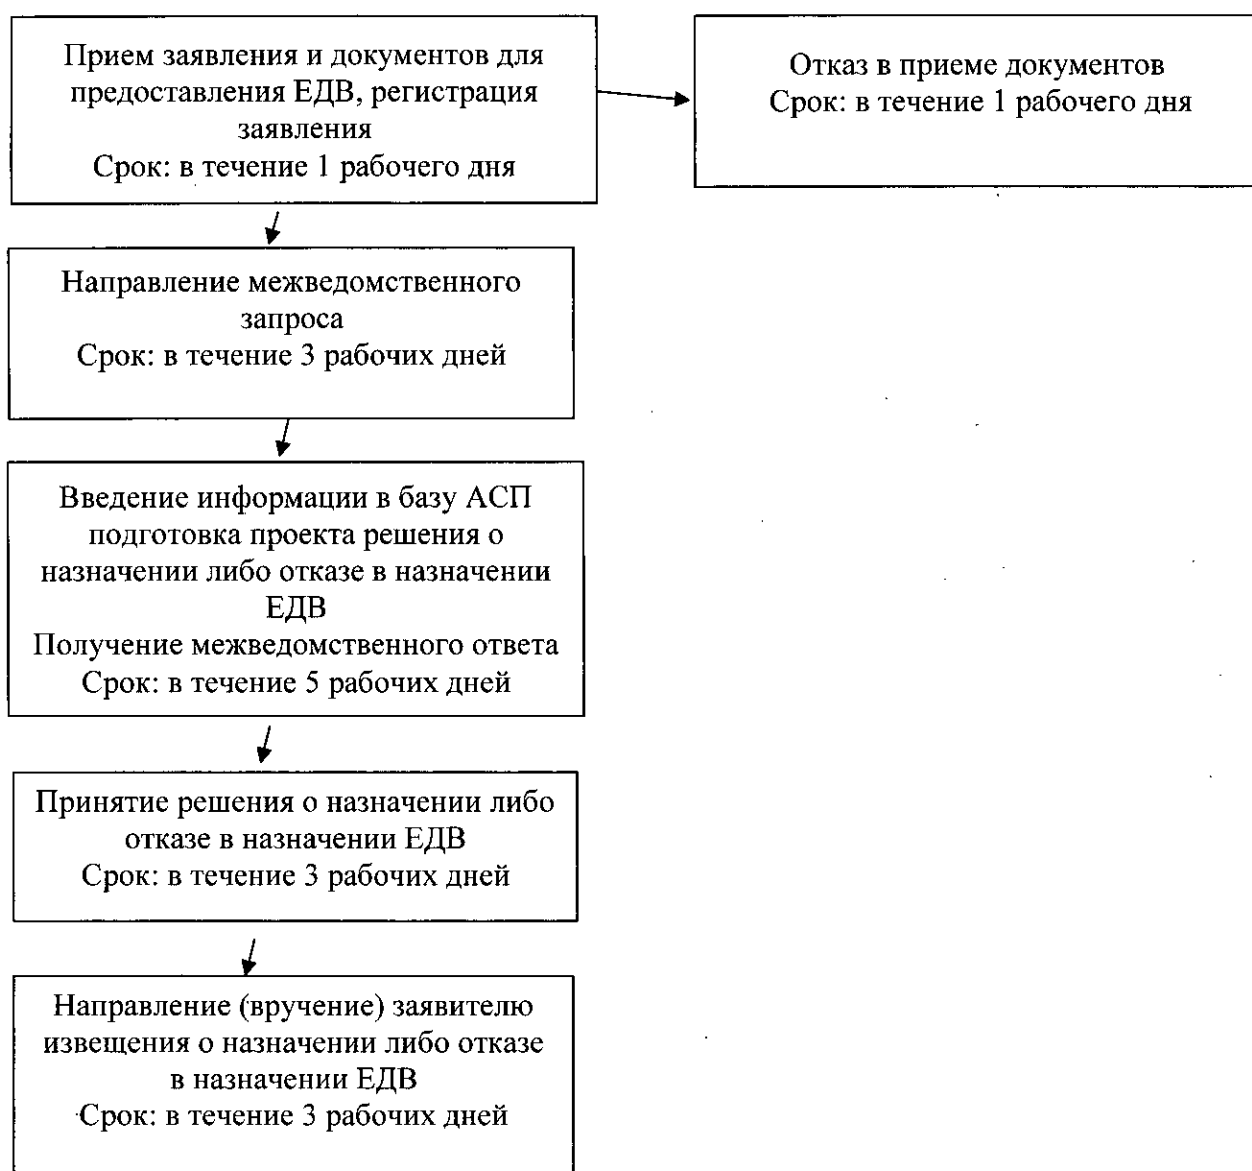 Прием заявления и документов для
предоставления ЕДВ, регистрация
заявления
Срок: в течение 1 рабочего дня
Отказ в приеме документов
Срок: в течение 1 рабочего дня
Направление межведомственного
запроса
Срок: в течение 3 рабочих дней
Введение информации в базу АСП
подготовка проекта решения о
назначении либо отказе в назначении
ЕДВ
Получение межведомственного ответа
Срок: в течение 5 рабочих дней
Принятие решения о назначении либо
отказе в назначении ЕДВ
Срок: в течение 3 рабочих дней
Направление (вручение) заявителю
извещения о назначении либо отказе
в назначении ЕДВ
Срок: в течение 3 рабочих дней